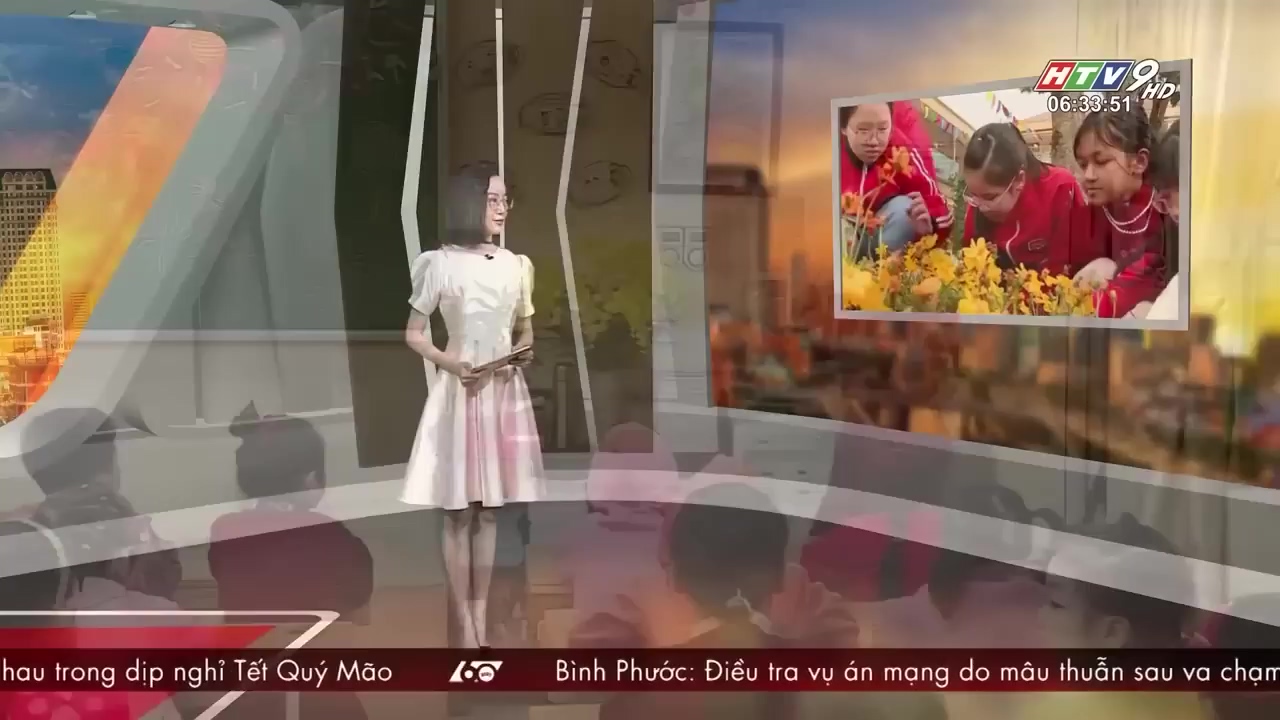 HTV9
HD
06:33:51
hau trong dịp nghỉ Tết Quý Mão
60
Bình Phước: Điều tra vụ án mạng do mâu thuẫn sau va chạm